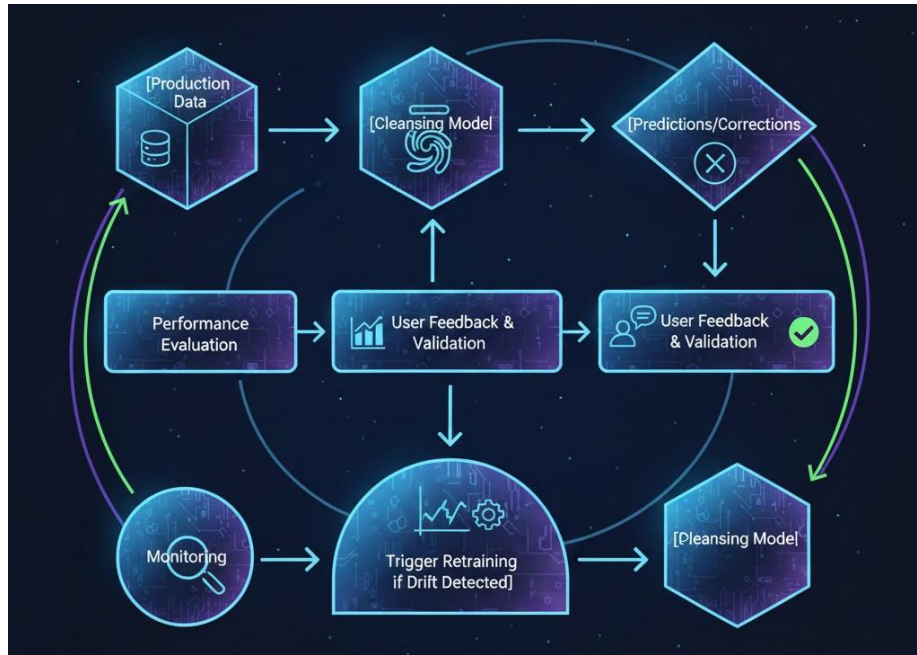 [Production
Data
[Cleansing Model
[Predictions/Corrections
Performance
Evaluation
User Feedback &
Validation
User Feedback
& Validation
Monitoring
Trigger Retraining
if Drift Detected]
[Pleansing Model